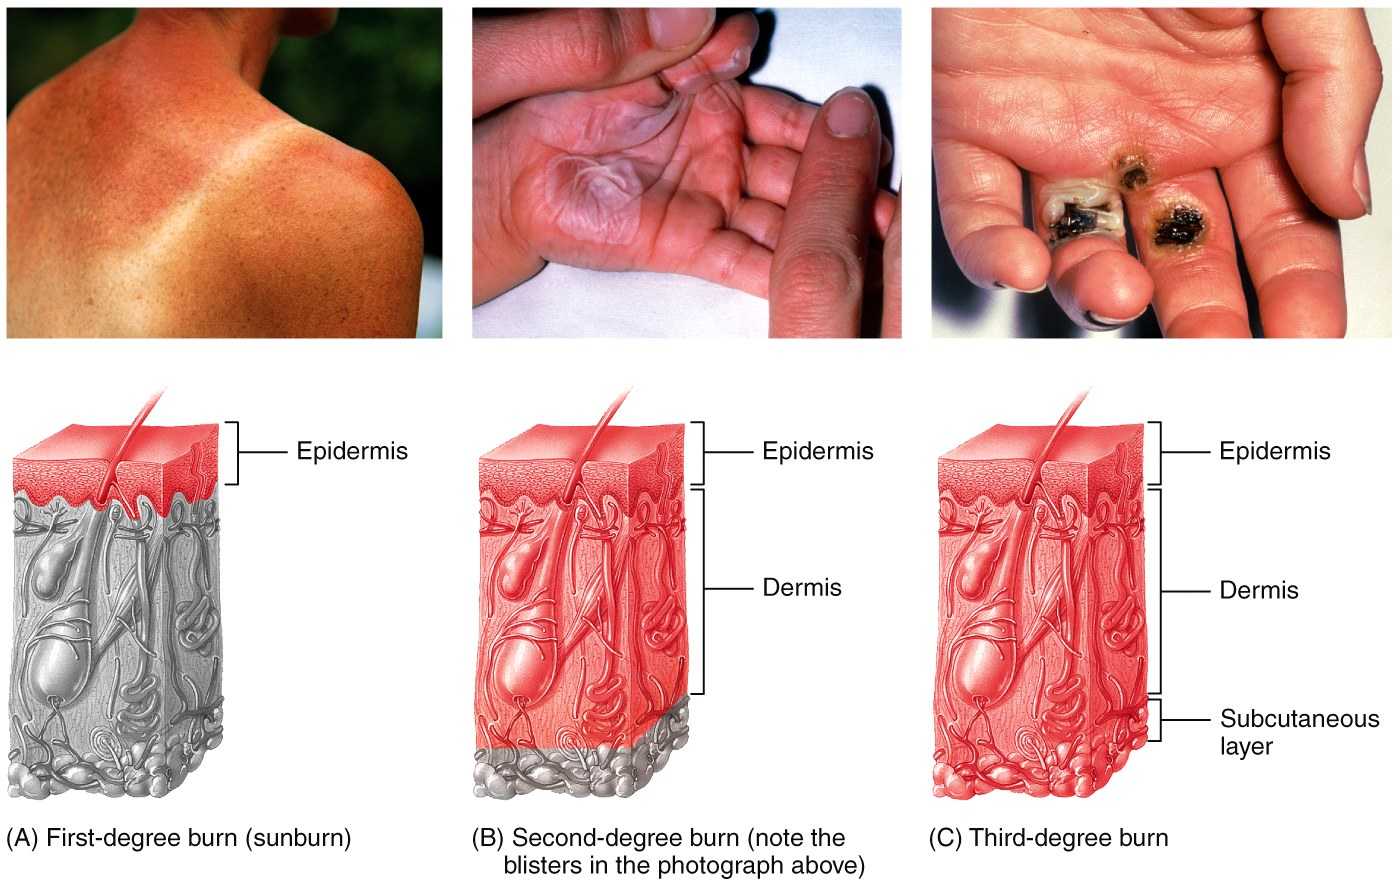 Epidermis
Epidermis
Dermis
Epidermis
Dermis
Subcutaneous
layer
(A) First-degree burn (sunburn)
(B) Second-degree burn (note the
blisters in the photograph above)
(C) Third-degree burn